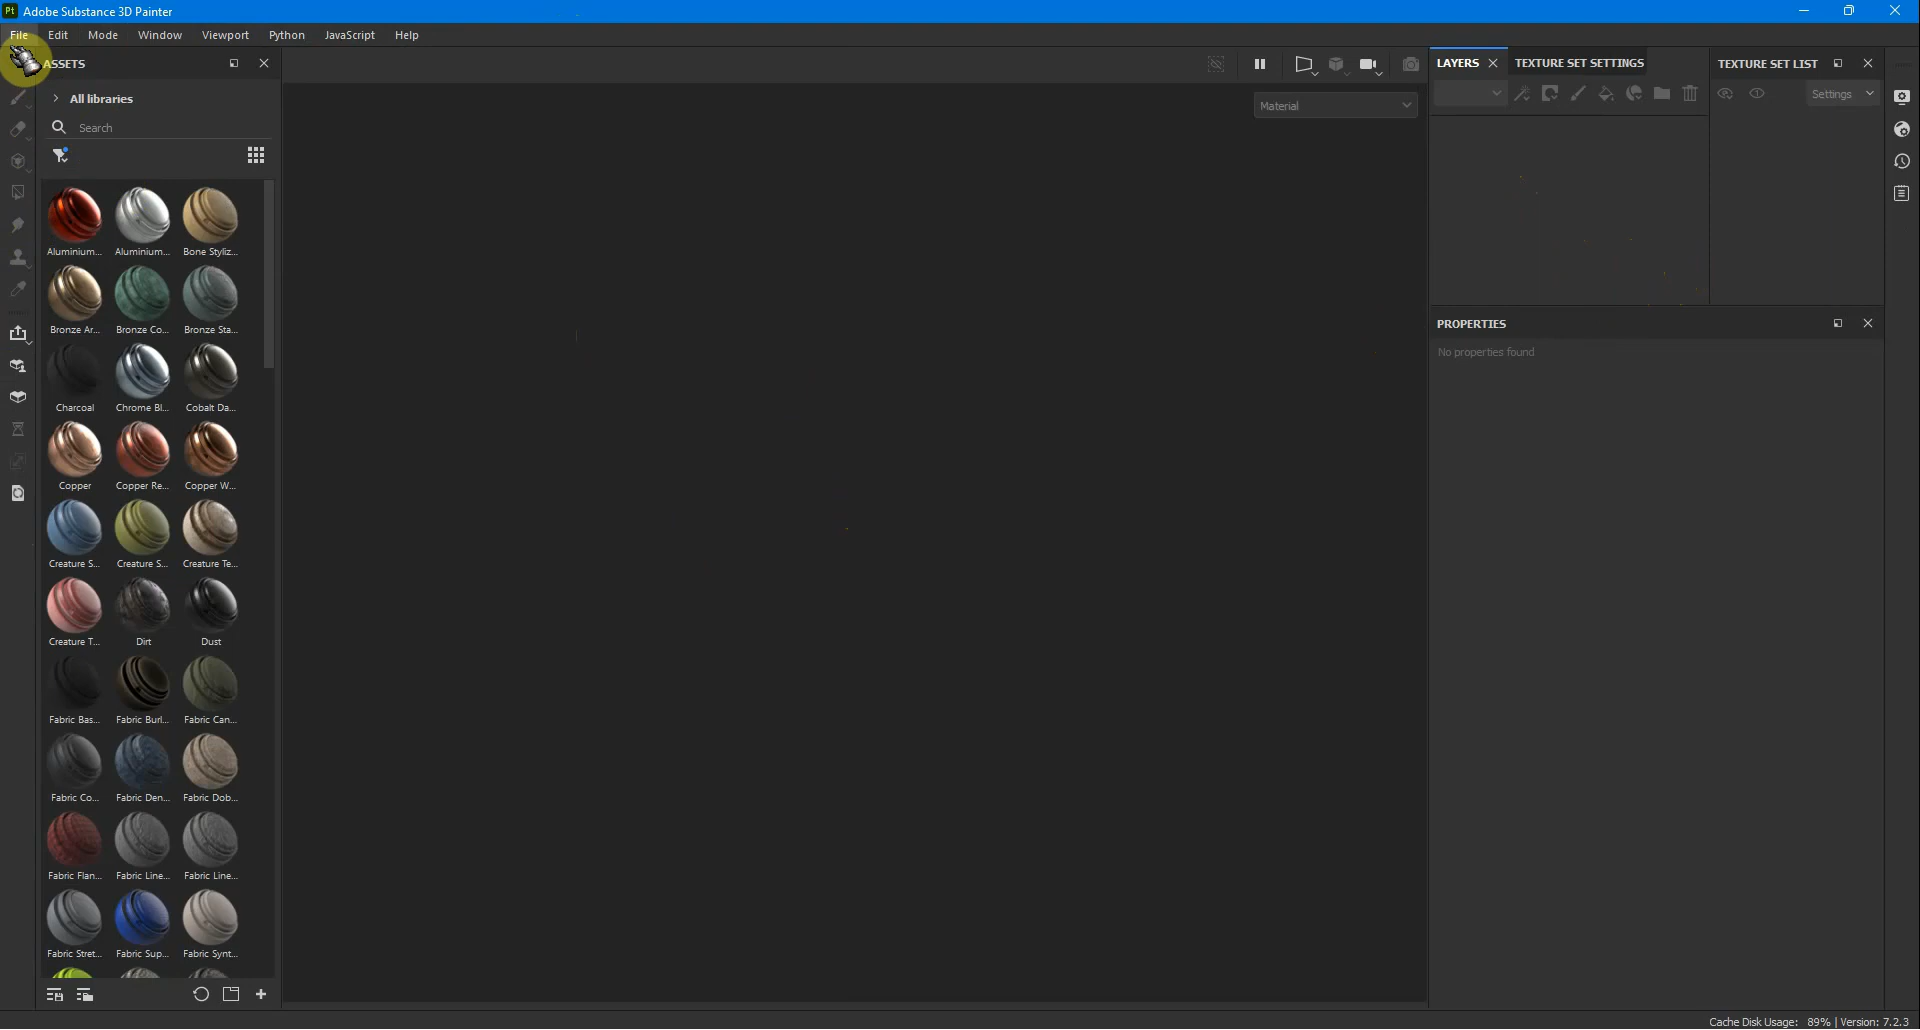 Pt Adobe Substance 3D Painter
File Edit Mode Window Viewport Python JavaScript Help
ASSETS
All libraries
Search
Aluminium... Aluminium... Bone Styliz...
Bronze Ar... Bronze Co... Bronze Sta...
Charcoal Chrome Bl... Cobalt Da...
Copper Copper Re... Copper W...
Creature S... Creature S... Creature Te...
Creature T... Dirt Dust
Fabric Bas... Fabric Burl... Fabric Can...
Fabric Co... Fabric Den... Fabric Dob...
Fabric Flan... Fabric Line... Fabric Line...
Fabric Stret... Fabric Sup... Fabric Synt...
Material
LAYERS TEXTURE SET SETTINGS
TEXTURE SET LIST
Settings
PROPERTIES
No properties found
Cache Disk Usage: 89% | Version: 7.2.3